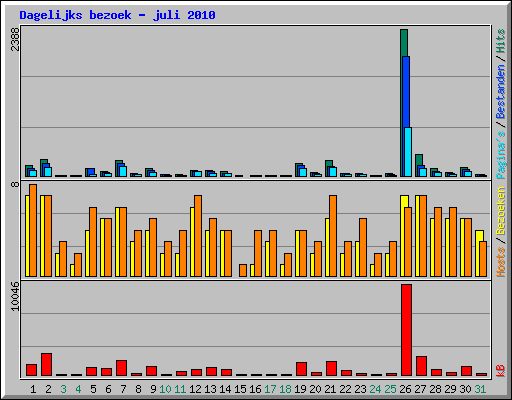 Dagelijks bezoek - juli 2010
2388
8
10046
Hosts / Bezoeken Pagina's / Bestanden / Hits
kB
1 2 3 4 5 6 7 8 9 10 11 12 13 14 15 16 17 18 19 20 21 22 23 24 25 26 27 28 29 30 31